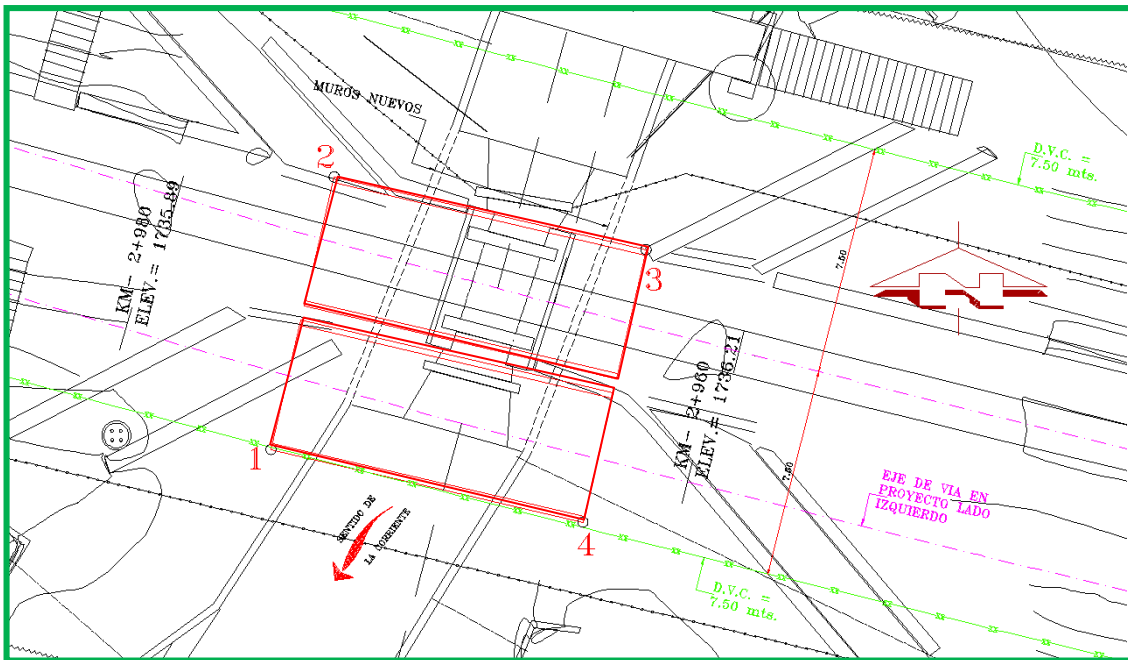 MUROS NUEVOS
2
D.V.C. =
7.50 mts.
KM- 2+980
ELEV.= 1735.89
3
7.50
N
KM- 2+960
ELEV.= 1736.21
1
7.50
EJE DE VIA EN
PROYECTO LADO
IZQUIERDO
4
SENTIDO DE
LA CORRIENTE
D.V.C. =
7.50 mts.